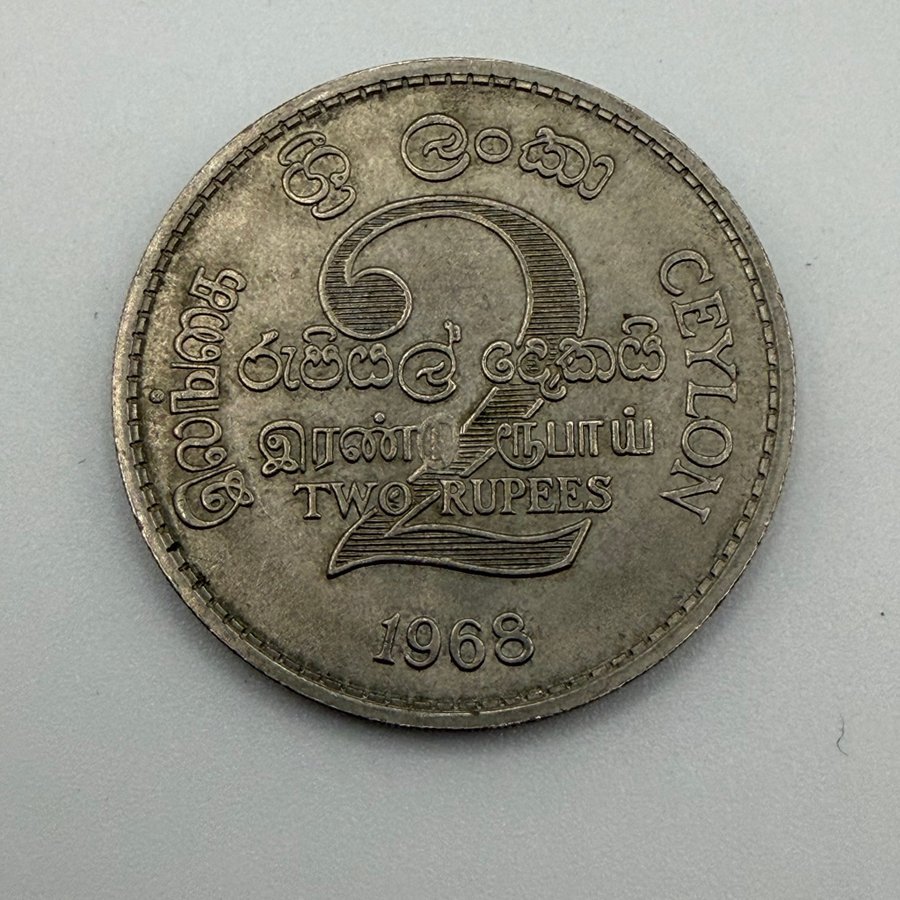 ශ්‍රී ලංකා
இலங்கை
CEYLON
2
රුපියල් දෙකයි
இரண்டு ரூபாய்
TWO RUPEES
1968